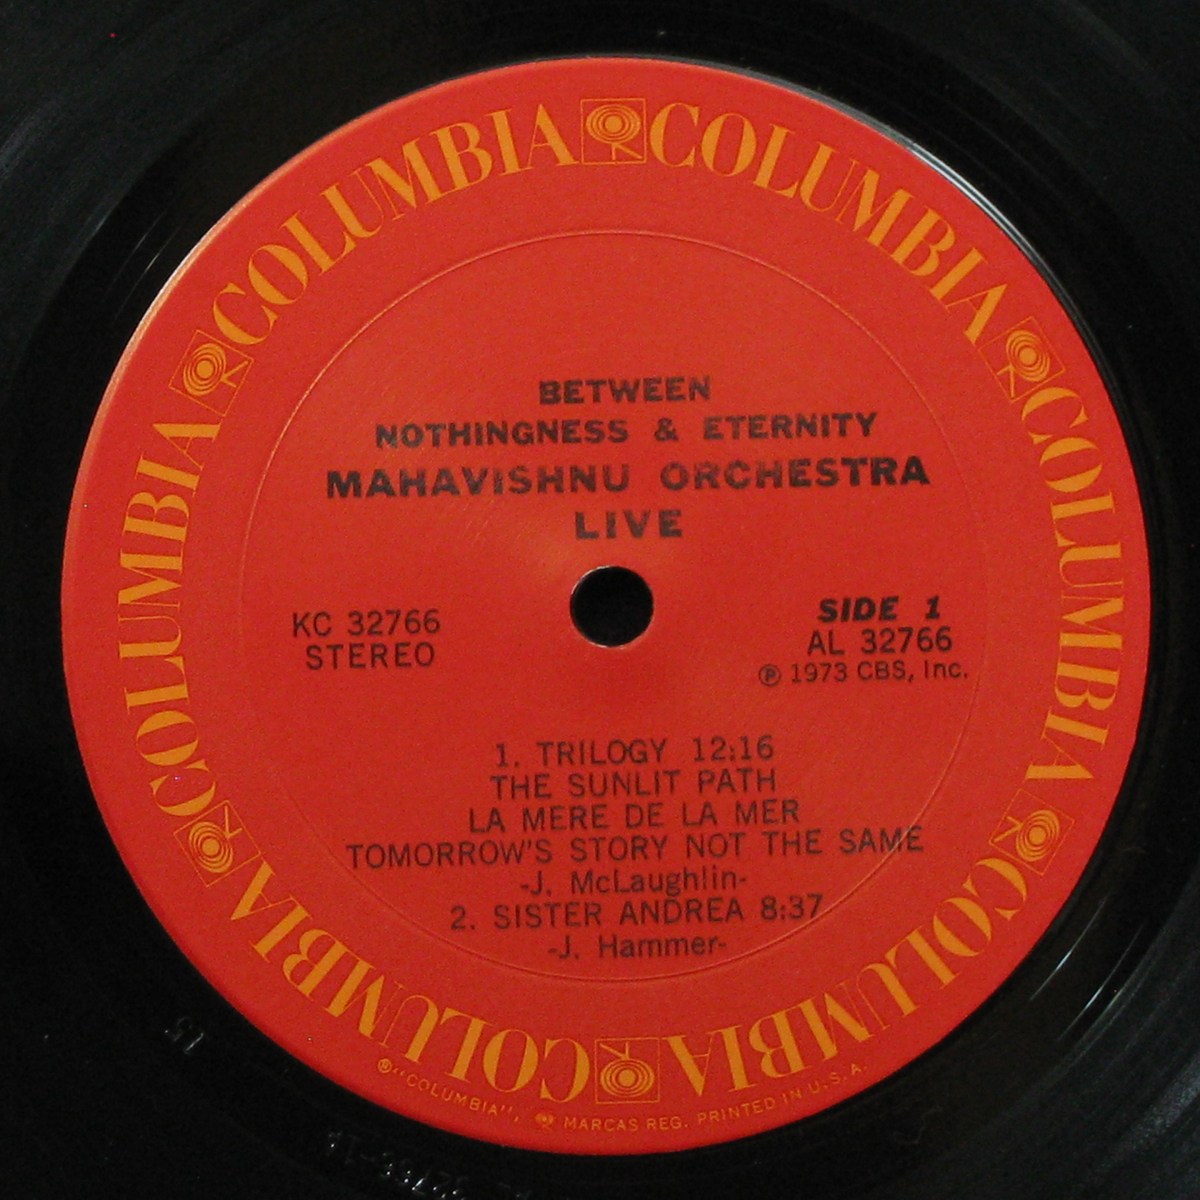 COLUMBIA COLUMBIA COLUMBIA COLUMBIA COLUMBIA COLUMBIA
BETWEEN
NOTHINGNESS & ETERNITY
MAHAVISHNU ORCHESTRA
LIVE
KC 32766
STEREO
SIDE 1
AL 32766
Ⓟ 1973 CBS, Inc.
1. TRILOGY 12:16
THE SUNLIT PATH
LA MERE DE LA MER
TOMORROW'S STORY NOT THE SAME
-J. McLaughlin-
2. SISTER ANDREA 8:37
-J. Hammer-
®"COLUMBIA", MARCAS REG. PRINTED IN U.S.A.
15